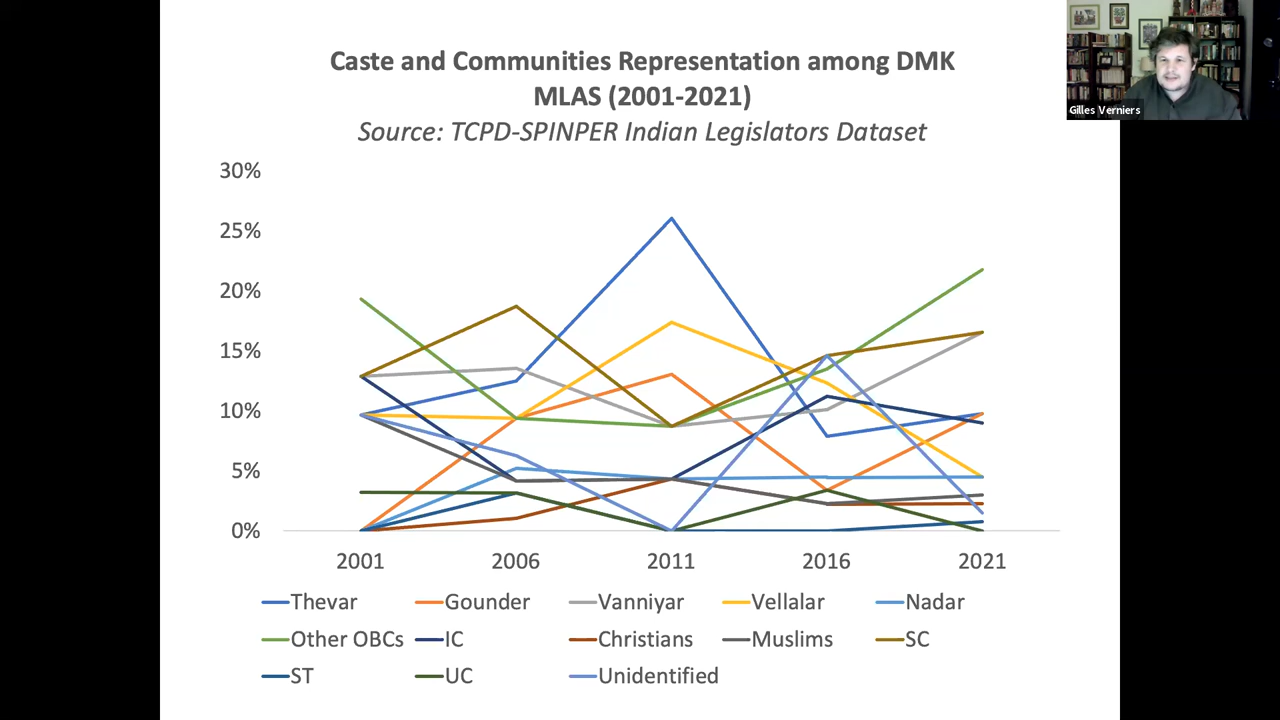 Caste and Communities Representation among DMK
MLAS (2001-2021)
Source: TCPD-SPINPER Indian Legislators Dataset
Gilles Verniers
30%
25%
20%
15%
10%
5%
0%
2001 2006 2011 2016 2021
Thevar Gounder Vanniyar Vellalar Nadar
Other OBCs IC Christians Muslims SC
ST UC Unidentified